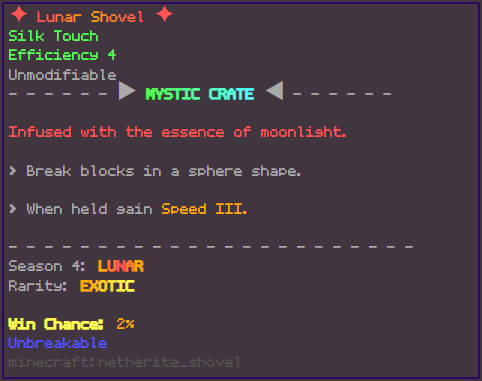 ✦ Lunar Shovel ✦
Silk Touch
Efficiency 4
Unmodifiable
- - - - - - ▶ MYSTIC CRATE ◀ - - - - - -
Infused with the essence of moonlight.
> Break blocks in a sphere shape.
> When held gain Speed III.
- - - - - - - - - - - - - - - - - - - - - - - -
Season 4: LUNAR
Rarity: EXOTIC
Win Chance: 2%
Unbreakable
minecraft:netherite_shovel